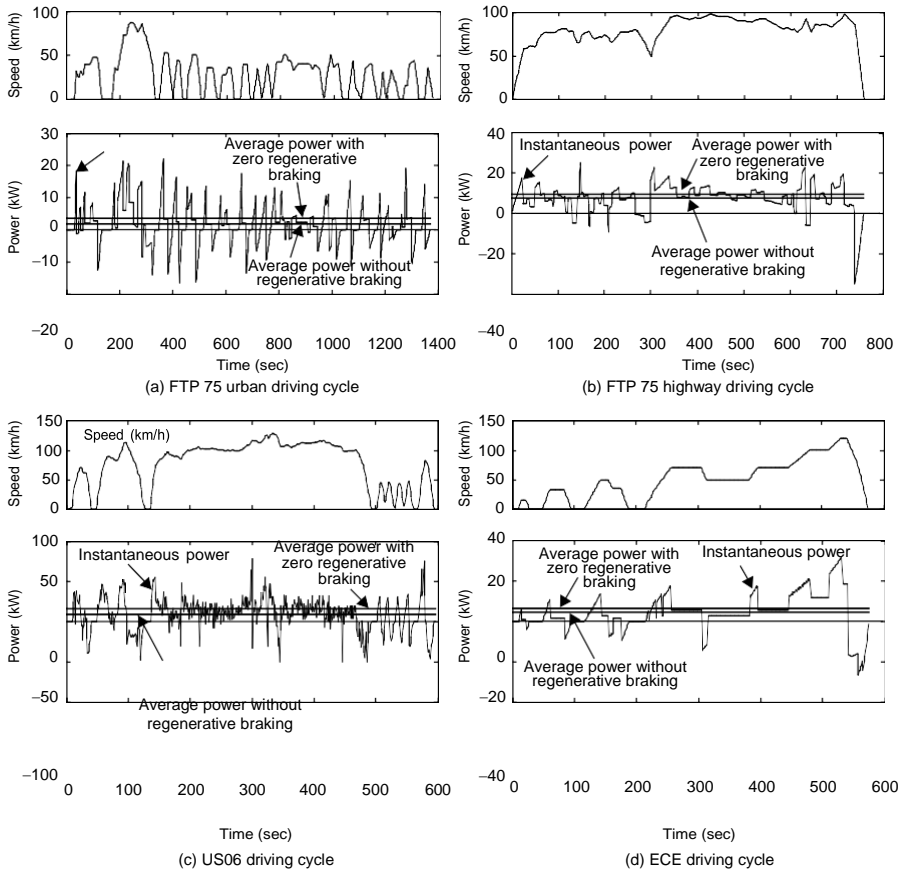 100
Speed (km/h)
50
0
30
20
10
0
−10
−20
Power (kW)
Average power with
zero regenerative
braking
Average power without
regenerative braking
0 200 400 600 800 1000 1200 1400
Time (sec)
(a) FTP 75 urban driving cycle
100
Speed (km/h)
50
0
40
20
0
−20
−40
Power (kW)
Instantaneous power
Average power with
zero regenerative
braking
Average power without
regenerative braking
0 100 200 300 400 500 600 700 800
Time (sec)
(b) FTP 75 highway driving cycle
150
100
50
0
Speed (km/h)
Speed (km/h)
100
50
0
−50
−100
Power (kW)
Instantaneous power
Average power with
zero regenerative
braking
Average power without
regenerative braking
0 100 200 300 400 500 600
Time (sec)
(c) US06 driving cycle
150
100
50
0
Speed (km/h)
40
20
0
−20
−40
Power (kW)
Average power with
zero regenerative
braking
Instantaneous power
Average power without
regenerative braking
0 100 200 300 400 500 600
Time (sec)
(d) ECE driving cycle